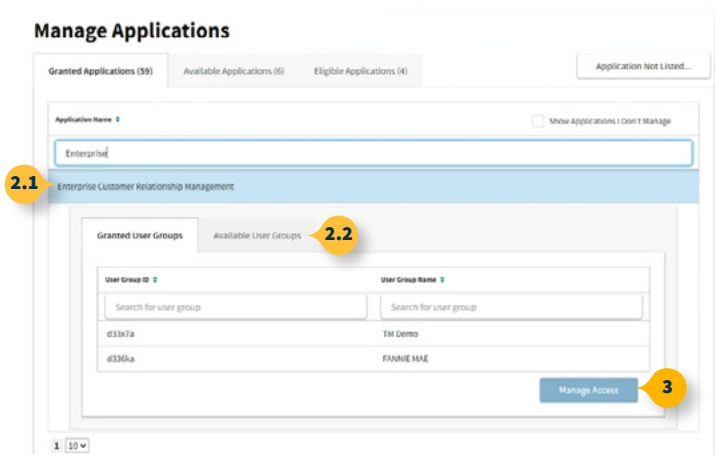 Manage Applications
Granted Applications (59) Available Applications (6) Eligible Applications (4) Application Not Listed...
Application Name Show Applications I Don't Manage
Enterprise
2.1 Enterprise Customer Relationship Management
Granted User Groups Available User Groups 2.2
User Group ID User Group Name
Search for user group Search for user group
d33x7a TM Demo
d336ka FANNIE MAE
Manage Access 3
1 10